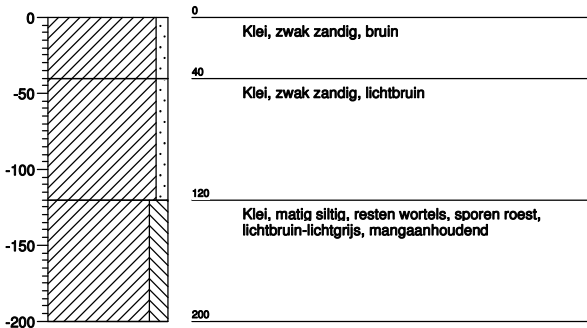 0
0
Klei, zwak zandig, bruin
40
-50
Klei, zwak zandig, lichtbruin
-100
120
Klei, matig siltig, resten wortels, sporen roest,
lichtbruin-lichtgrijs, mangaanhoudend
-150
-200
200